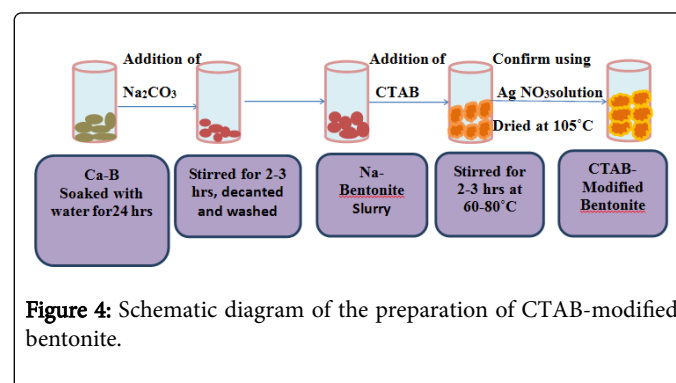 Addition of
Na₂CO₃
Addition of
CTAB
Confirm using
Ag NO₃solution
Dried at 105˚C
Ca-B
Soaked with
water for24 hrs
Stirred for 2-3
hrs, decanted
and washed
Na-
Bentonite
Slurry
Stirred for
2-3 hrs at
60-80˚C
CTAB-
Modified
Bentonite
Figure 4: Schematic diagram of the preparation of CTAB-modified
bentonite.